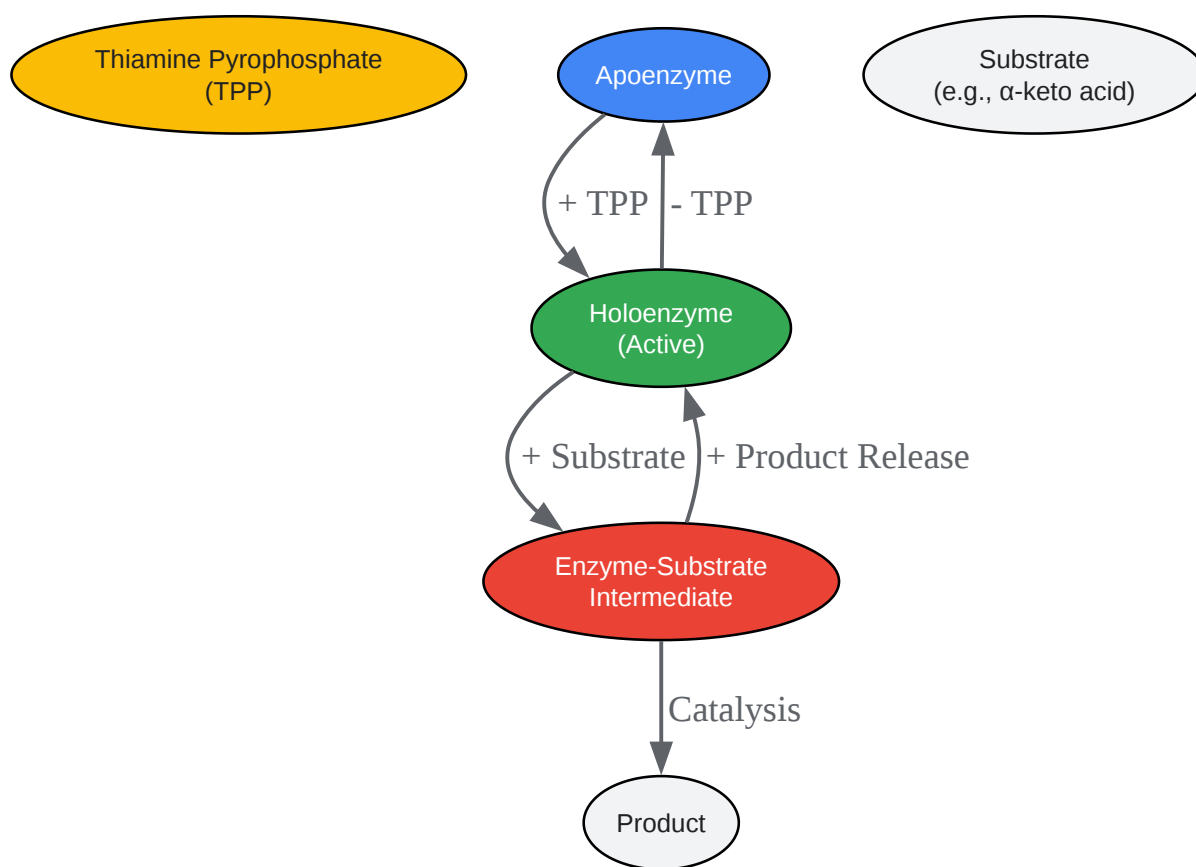 Thiamine Pyrophosphate
(TPP)
Apoenzyme
Substrate
(e.g., α-keto acid)
+ TPP
- TPP
Holoenzyme
(Active)
+ Substrate
+ Product Release
Enzyme-Substrate
Intermediate
Catalysis
Product